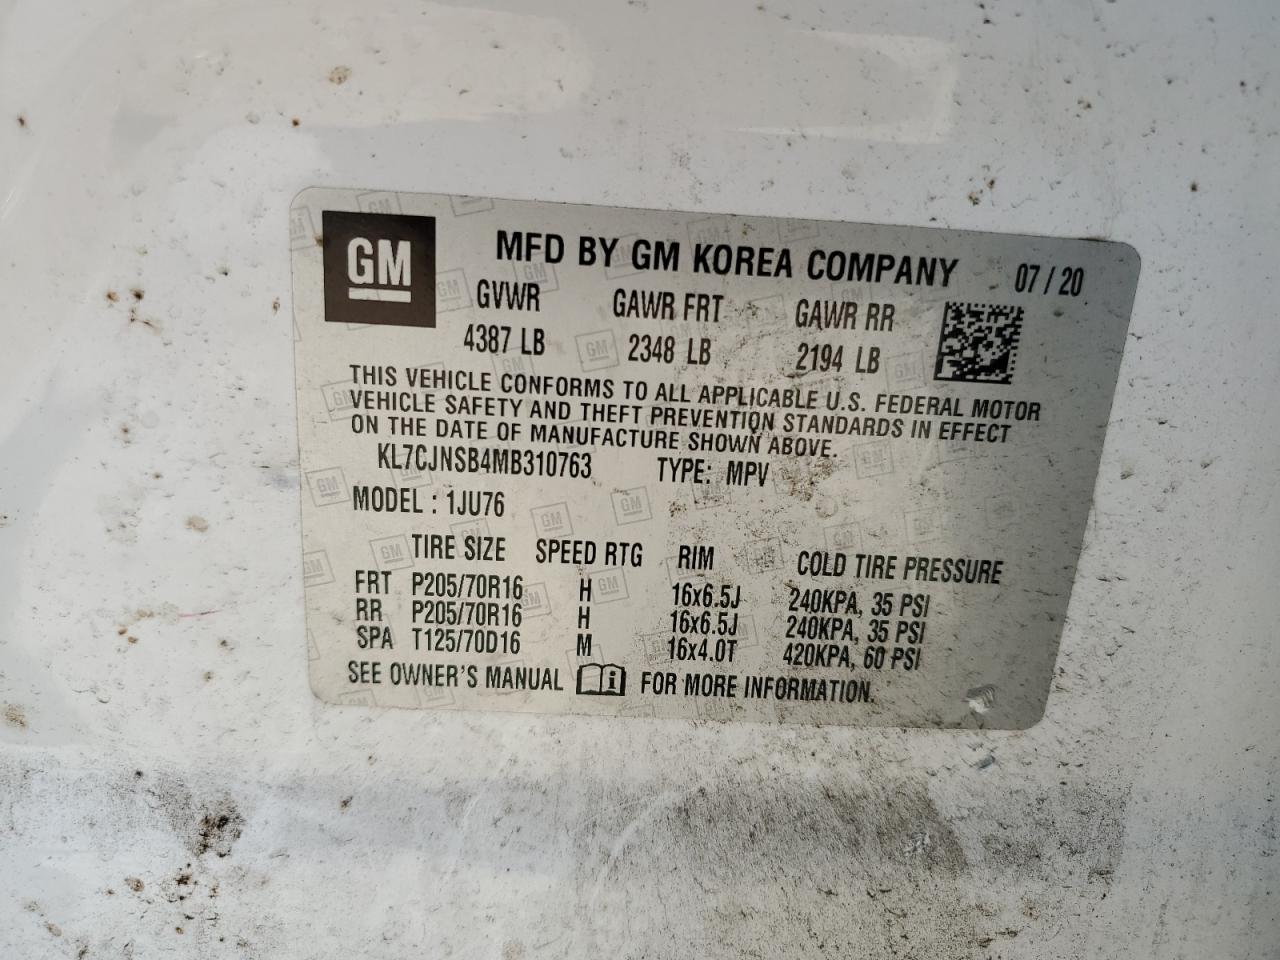 GM
MFD BY GM KOREA COMPANY 07/20
GVWR GAWR FRT GAWR RR
4387 LB 2348 LB 2194 LB
THIS VEHICLE CONFORMS TO ALL APPLICABLE U.S. FEDERAL MOTOR
VEHICLE SAFETY AND THEFT PREVENTION STANDARDS IN EFFECT
ON THE DATE OF MANUFACTURE SHOWN ABOVE.
KL7CJNSB4MB310763 TYPE: MPV
MODEL : 1JU76
TIRE SIZE SPEED RTG RIM COLD TIRE PRESSURE
FRT P205/70R16 H 16x6.5J 240KPA, 35 PSI
RR P205/70R16 H 16x6.5J 240KPA, 35 PSI
SPA T125/70D16 M 16x4.0T 420KPA, 60 PSI
SEE OWNER'S MANUAL i FOR MORE INFORMATION.